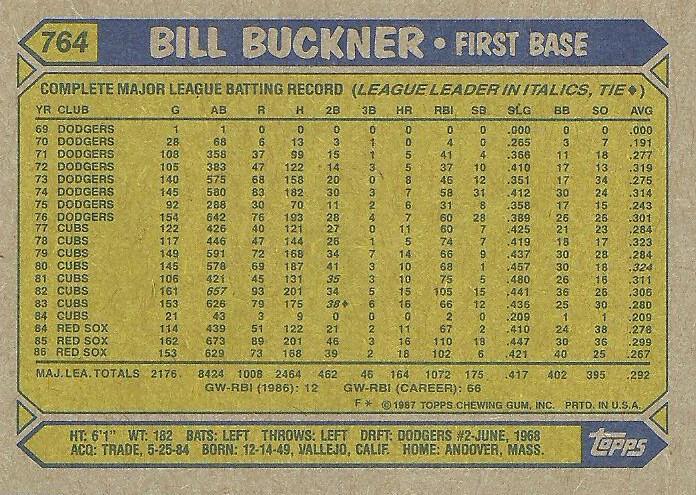 764 BILL BUCKNER • FIRST BASE
COMPLETE MAJOR LEAGUE BATTING RECORD (LEAGUE LEADER IN ITALICS, TIE♦)
YR CLUB G AB R H 2B 3B HR RBI SB SLG BB SO AVG
69 DODGERS 1 1 0 0 0 0 0 0 0 .000 0 0 .000
70 DODGERS 28 68 6 13 3 1 0 4 0 .265 3 7 .191
71 DODGERS 108 358 37 99 15 1 5 41 4 .366 11 18 .277
72 DODGERS 105 383 47 122 14 3 5 37 10 .410 17 13 .319
73 DODGERS 140 575 68 158 20 0 8 46 12 .351 17 34 .275
74 DODGERS 145 580 83 182 30 3 7 58 31 .412 30 24 .314
75 DODGERS 92 288 30 70 11 2 6 31 8 .358 17 15 .243
76 DODGERS 154 642 76 193 28 4 7 60 28 .389 26 26 .301
77 CUBS 122 426 40 121 27 0 11 60 7 .425 21 23 .284
78 CUBS 117 446 47 144 26 1 5 74 7 .419 18 17 .323
79 CUBS 149 591 72 168 34 7 14 66 9 .437 30 28 .284
80 CUBS 145 578 69 187 41 3 10 68 1 .457 30 18 .324
81 CUBS 106 421 45 131 35 3 10 75 5 .480 26 16 .311
82 CUBS 161 657 93 201 34 5 15 105 15 .441 36 26 .306
83 CUBS 153 626 79 175 38♦ 6 16 66 12 .436 25 30 .280
84 CUBS 21 43 3 9 0 0 0 2 0 .209 1 1 .209
84 RED SOX 114 439 51 122 21 2 11 67 2 .410 24 38 .278
85 RED SOX 162 673 89 201 46 3 16 110 18 .447 30 36 .299
86 RED SOX 153 629 73 168 39 2 18 102 6 .421 40 25 .267
MAJ. LEA. TOTALS 2176 8424 1008 2464 462 46 164 1072 175 .417 402 395 .292
GW-RBI (1986): 12 GW-RBI (CAREER): 66
F* © 1987 TOPPS CHEWING GUM, INC. PRTD. IN U.S.A.
HT: 6'1" WT: 182 BATS: LEFT THROWS: LEFT DRFT: DODGERS #2-JUNE, 1968
ACQ: TRADE, 5-25-84 BORN: 12-14-49, VALLEJO, CALIF. HOME: ANDOVER, MASS.
topps